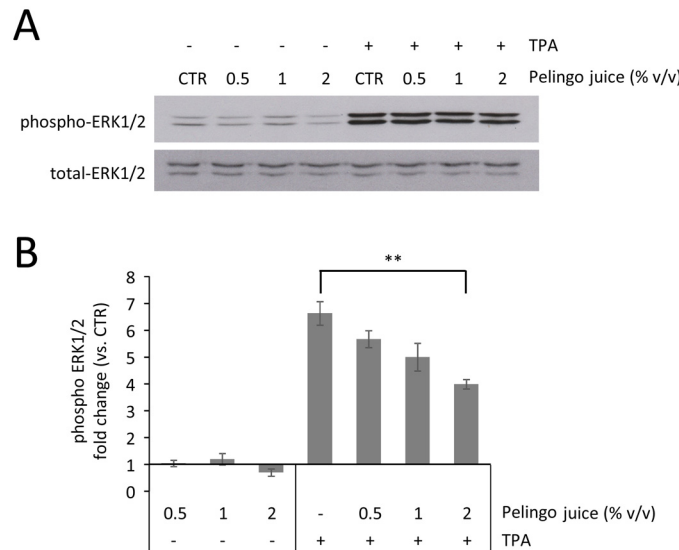 A
- - - - + + + + TPA
CTR 0.5 1 2 CTR 0.5 1 2 Pelingo juice (% v/v)
phospho-ERK1/2
total-ERK1/2
B
**
phospho ERK1/2
fold change (vs. CTR)
8
7
6
5
4
3
2
1
0
0.5 1 2 - 0.5 1 2 Pelingo juice (% v/v)
- - - + + + + TPA